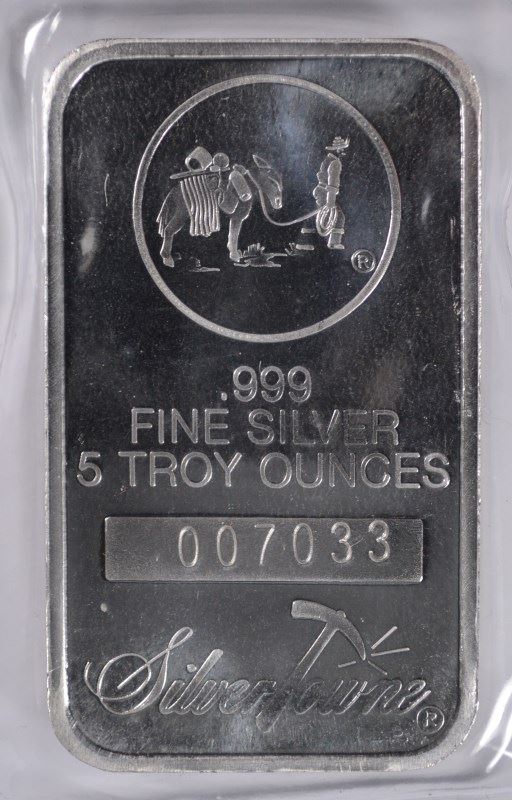 ®
.999
FINE SILVER
5 TROY OUNCES
007033
SilverTowne ®